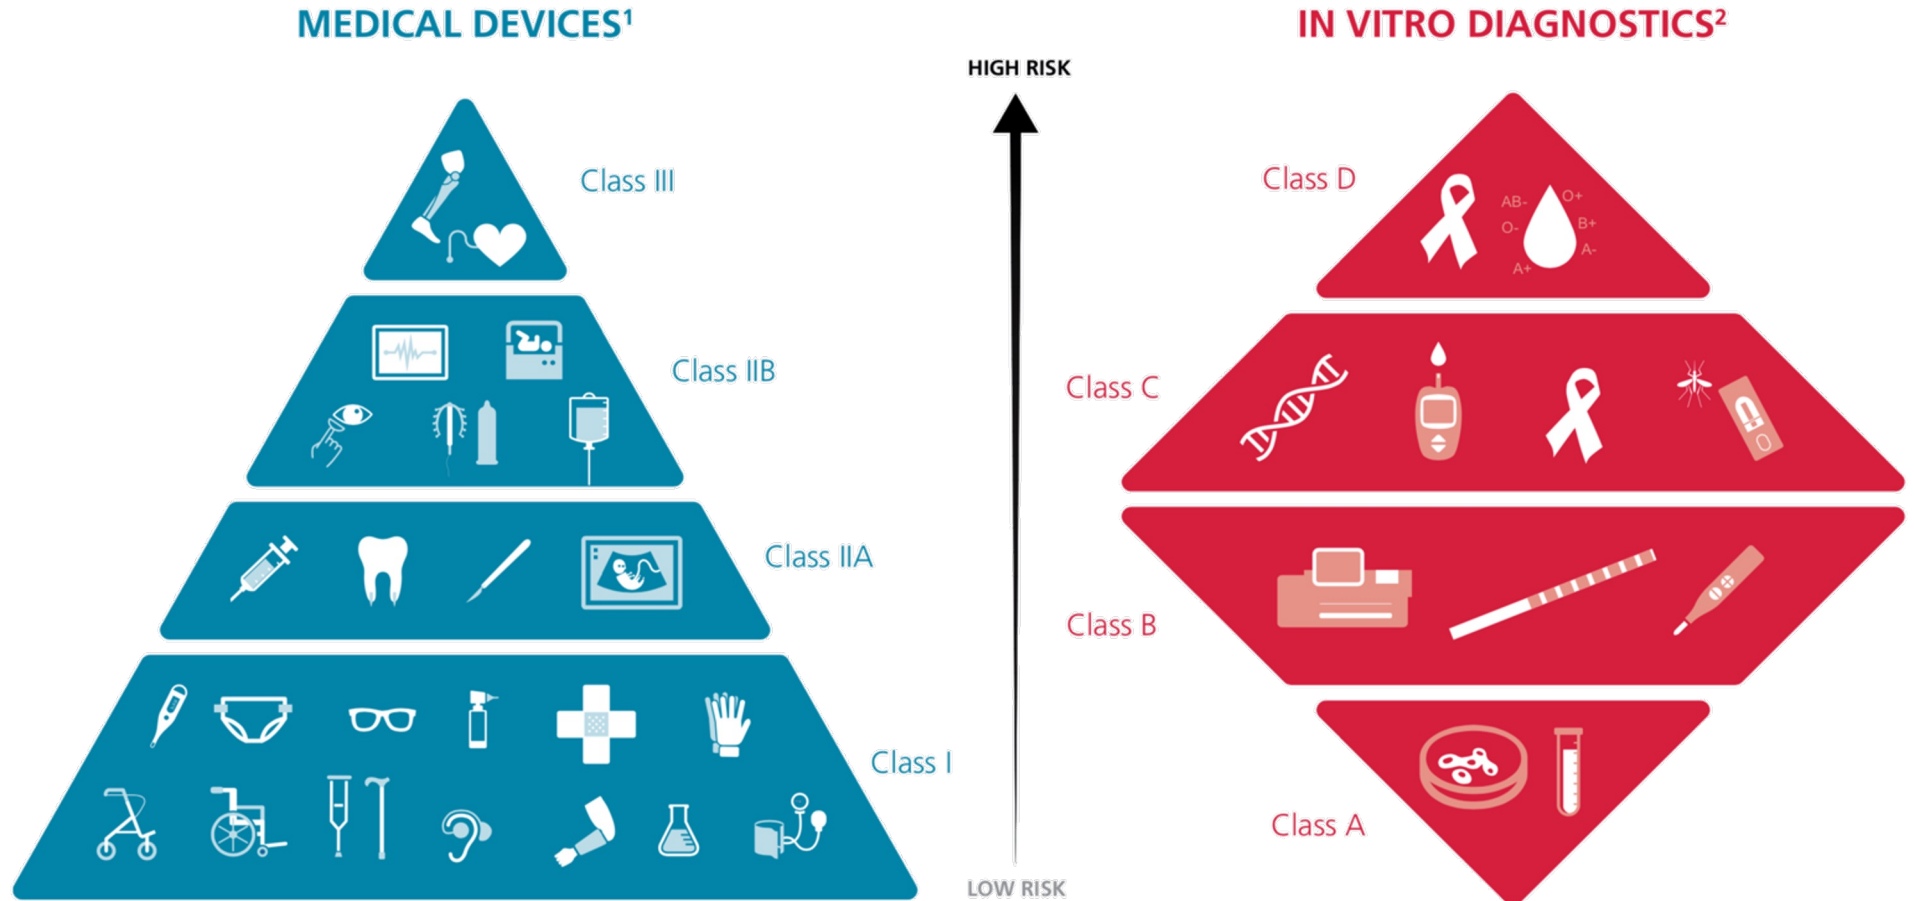 MEDICAL DEVICES¹
IN VITRO DIAGNOSTICS²
HIGH RISK
Class III
Class IIB
Class IIA
Class I
LOW RISK
Class D
AB-
O+
O-
B+
A-
A+
Class C
Class B
Class A